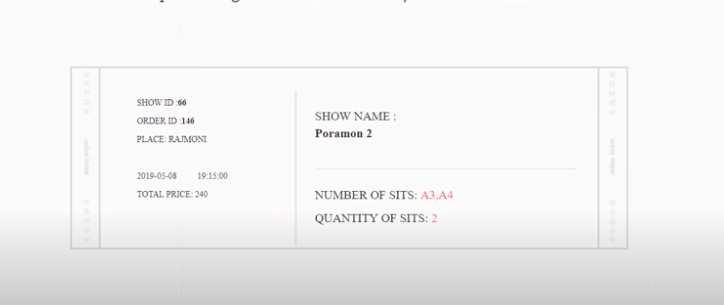 SHOW ID :66
ORDER ID :146
PLACE: RAJMONI
2019-05-08 19:15:00
TOTAL PRICE: 240
SHOW NAME :
Poramon 2
NUMBER OF SITS: A3,A4
QUANTITY OF SITS: 2